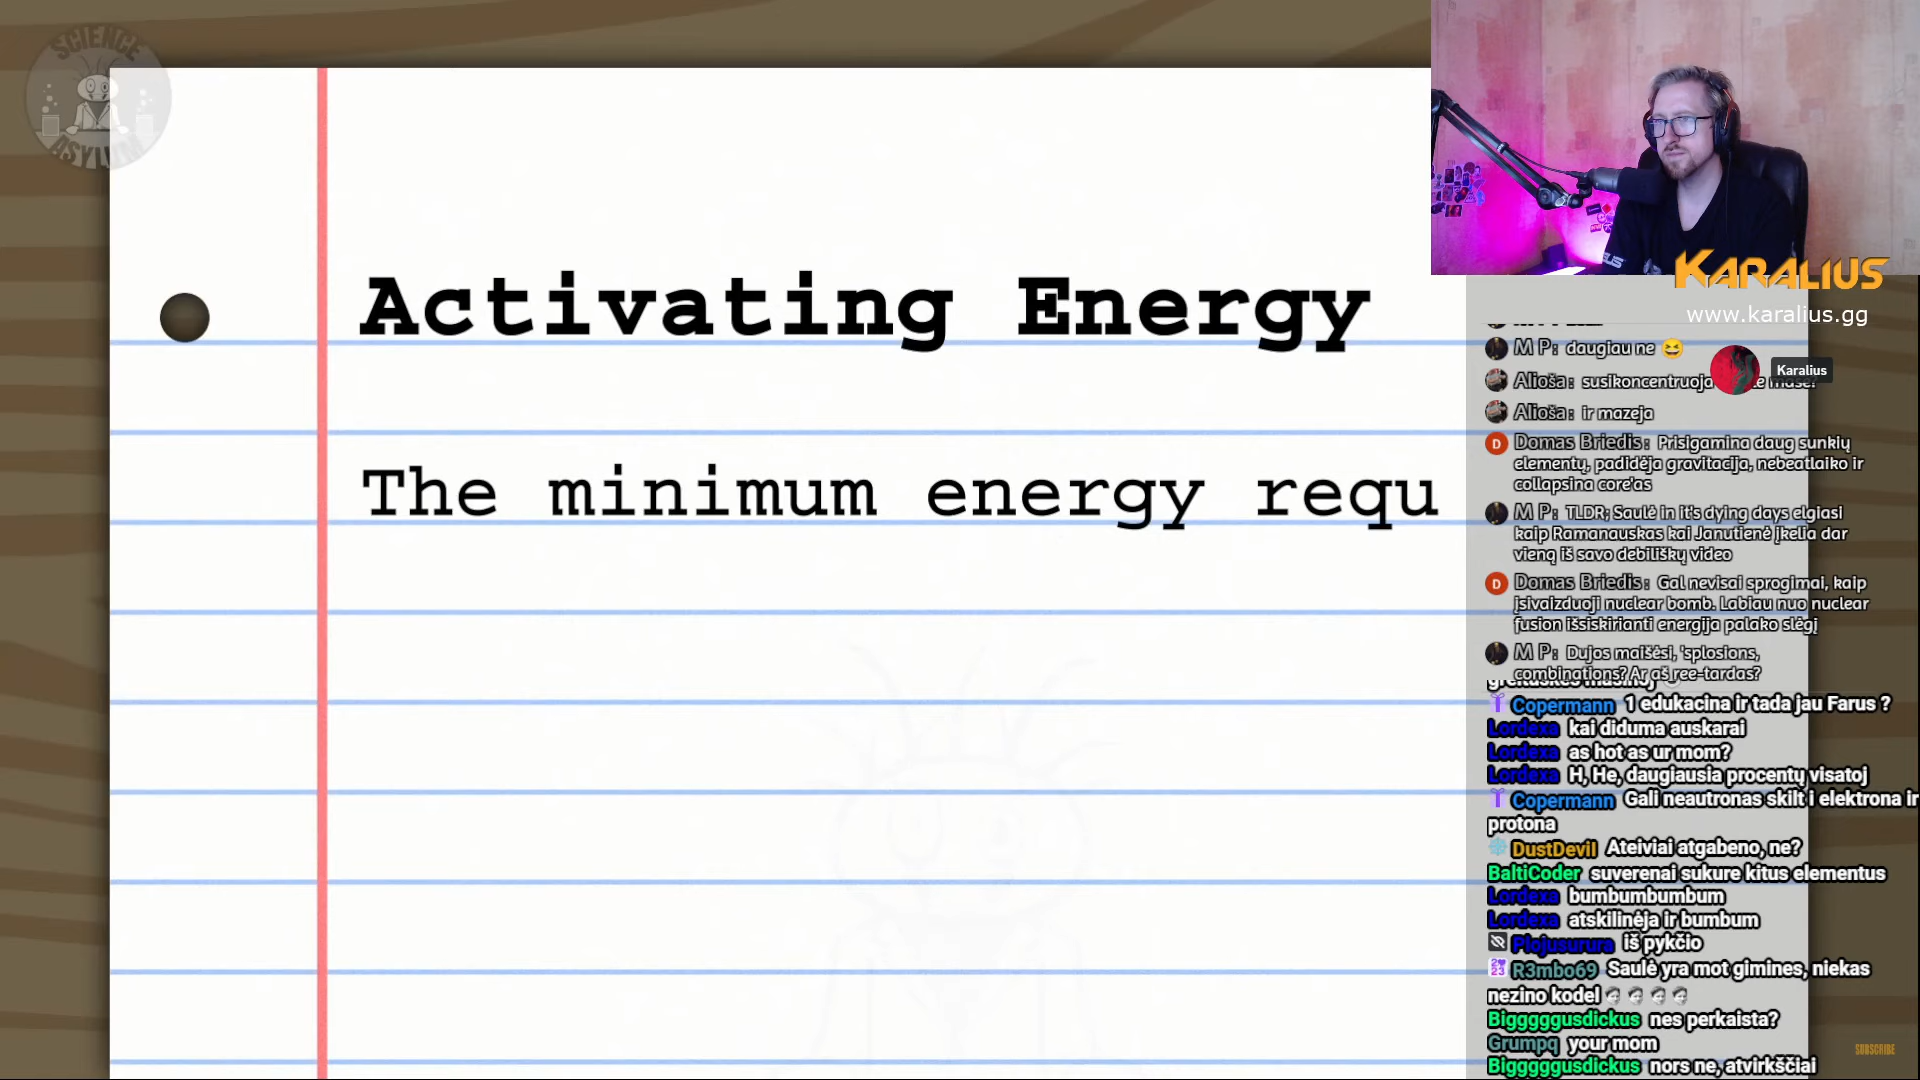 SCIENCE
ASYLUM
Activating Energy
The minimum energy requ
KARALIUS
www.karalius.gg
M P: daugiau ne 😆
Karalius
Alioša: susikoncentruoja
Alioša: ir mazeja
Domas Briedis: Prisigamina daug sunkių
elementų, padidėja gravitacija, nebeatlaiko ir
collapsina core'as
M P: TLDR; Saulė in it's dying days elgiasi
kaip Ramanauskas kai Janutienė įkelia dar
vieną iš savo debiliškų video
Domas Briedis: Gal nevisai sprogimai, kaip
įsivaizduoji nuclear bomb. Labiau nuo nuclear
fusion išsiskirianti energija palako slėgį
M P: Dujos maišėsi, 'splosions,
combinations? Ar aš ree-tardas?
Copermann 1 edukacina ir tada jau Farus ?
Lordexa kai diduma auskarai
Lordexa as hot as ur mom?
Lordexa H, He, daugiausia procentų visatoj
Copermann Gali neautronas skilt i elektrona ir
protona
DustDevil Ateiviai atgabeno, ne?
BaltiCoder suverenai sukure kitus elementus
Lordexa bumbumbumbum
Lordexa atskilinėja ir bumbum
Plojusurura iš pykčio
R3mbo69 Saulė yra mot gimines, niekas
nezino kodel
Bigggggusdickus nes perkaista?
Grumpq your mom
Bigggggusdickus nors ne, atvirkščiai
SUBSCRIBE